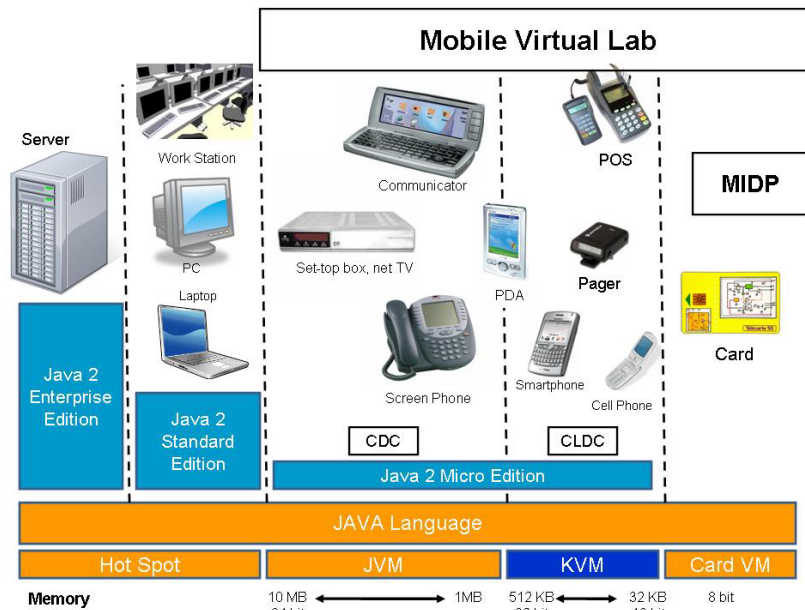 Mobile Virtual Lab
Server
Work Station
Communicator
POS
MIDP
PC
Set-top box, net TV
PDA
Pager
Laptop
Screen Phone
Smartphone
Cell Phone
Card
Java 2
Enterprise
Edition
Java 2
Standard
Edition
CDC
CLDC
Java 2 Micro Edition
JAVA Language
Hot Spot
JVM
KVM
Card VM
Memory
10 MB
1MB
512 KB
32 KB
8 bit